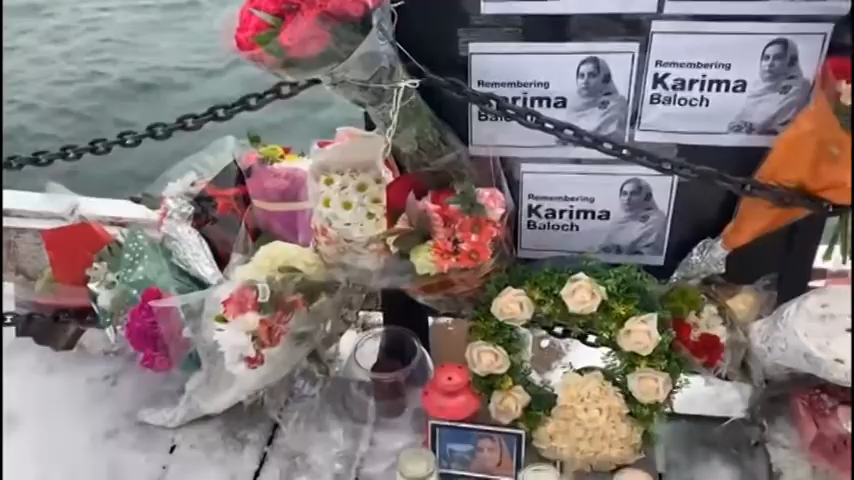 Remembering
Karima
Baloch
Remembering
Karima
Baloch
Remembering
Karima
Baloch